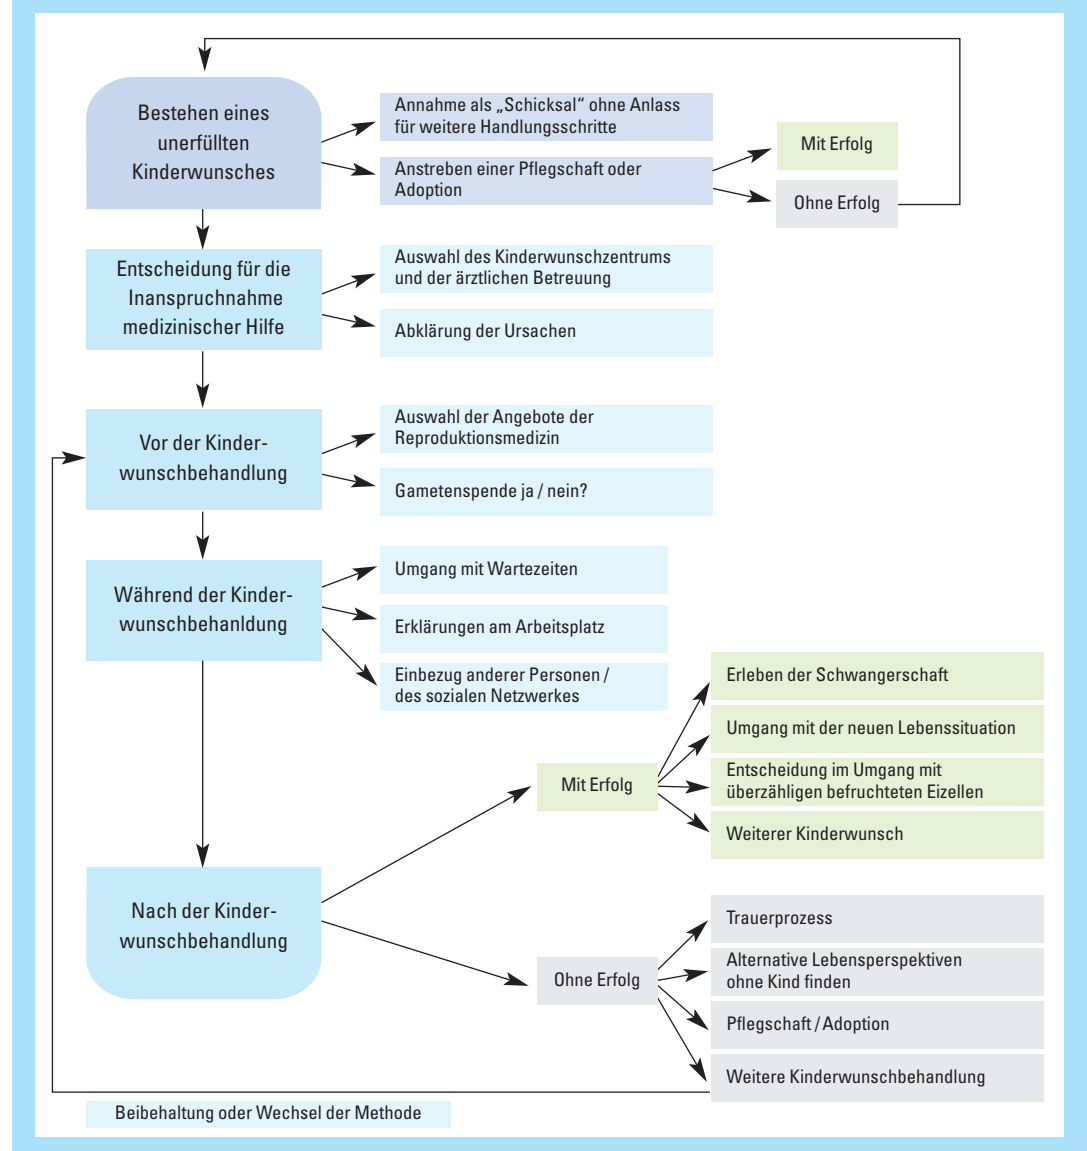 Bestehen eines
unerfüllten
Kinderwunsches
Annahme als „Schicksal“ ohne Anlass
für weitere Handlungsschritte
Anstreben einer Pflegschaft oder
Adoption
Mit Erfolg
Ohne Erfolg
Entscheidung für die
Inanspruchnahme
medizinischer Hilfe
Auswahl des Kinderwunschzentrums
und der ärztlichen Betreuung
Abklärung der Ursachen
Vor der Kinder-
wunschbehandlung
Auswahl der Angebote der
Reproduktionsmedizin
Gametenspende ja / nein?
Während der Kinder-
wunschbehanldung
Umgang mit Wartezeiten
Erklärungen am Arbeitsplatz
Einbezug anderer Personen /
des sozialen Netzwerkes
Nach der Kinder-
wunschbehandlung
Mit Erfolg
Erleben der Schwangerschaft
Umgang mit der neuen Lebenssituation
Entscheidung im Umgang mit
überzähligen befruchteten Eizellen
Weiterer Kinderwunsch
Ohne Erfolg
Trauerprozess
Alternative Lebensperspektiven
ohne Kind finden
Pflegschaft / Adoption
Weitere Kinderwunschbehandlung
Beibehaltung oder Wechsel der Methode